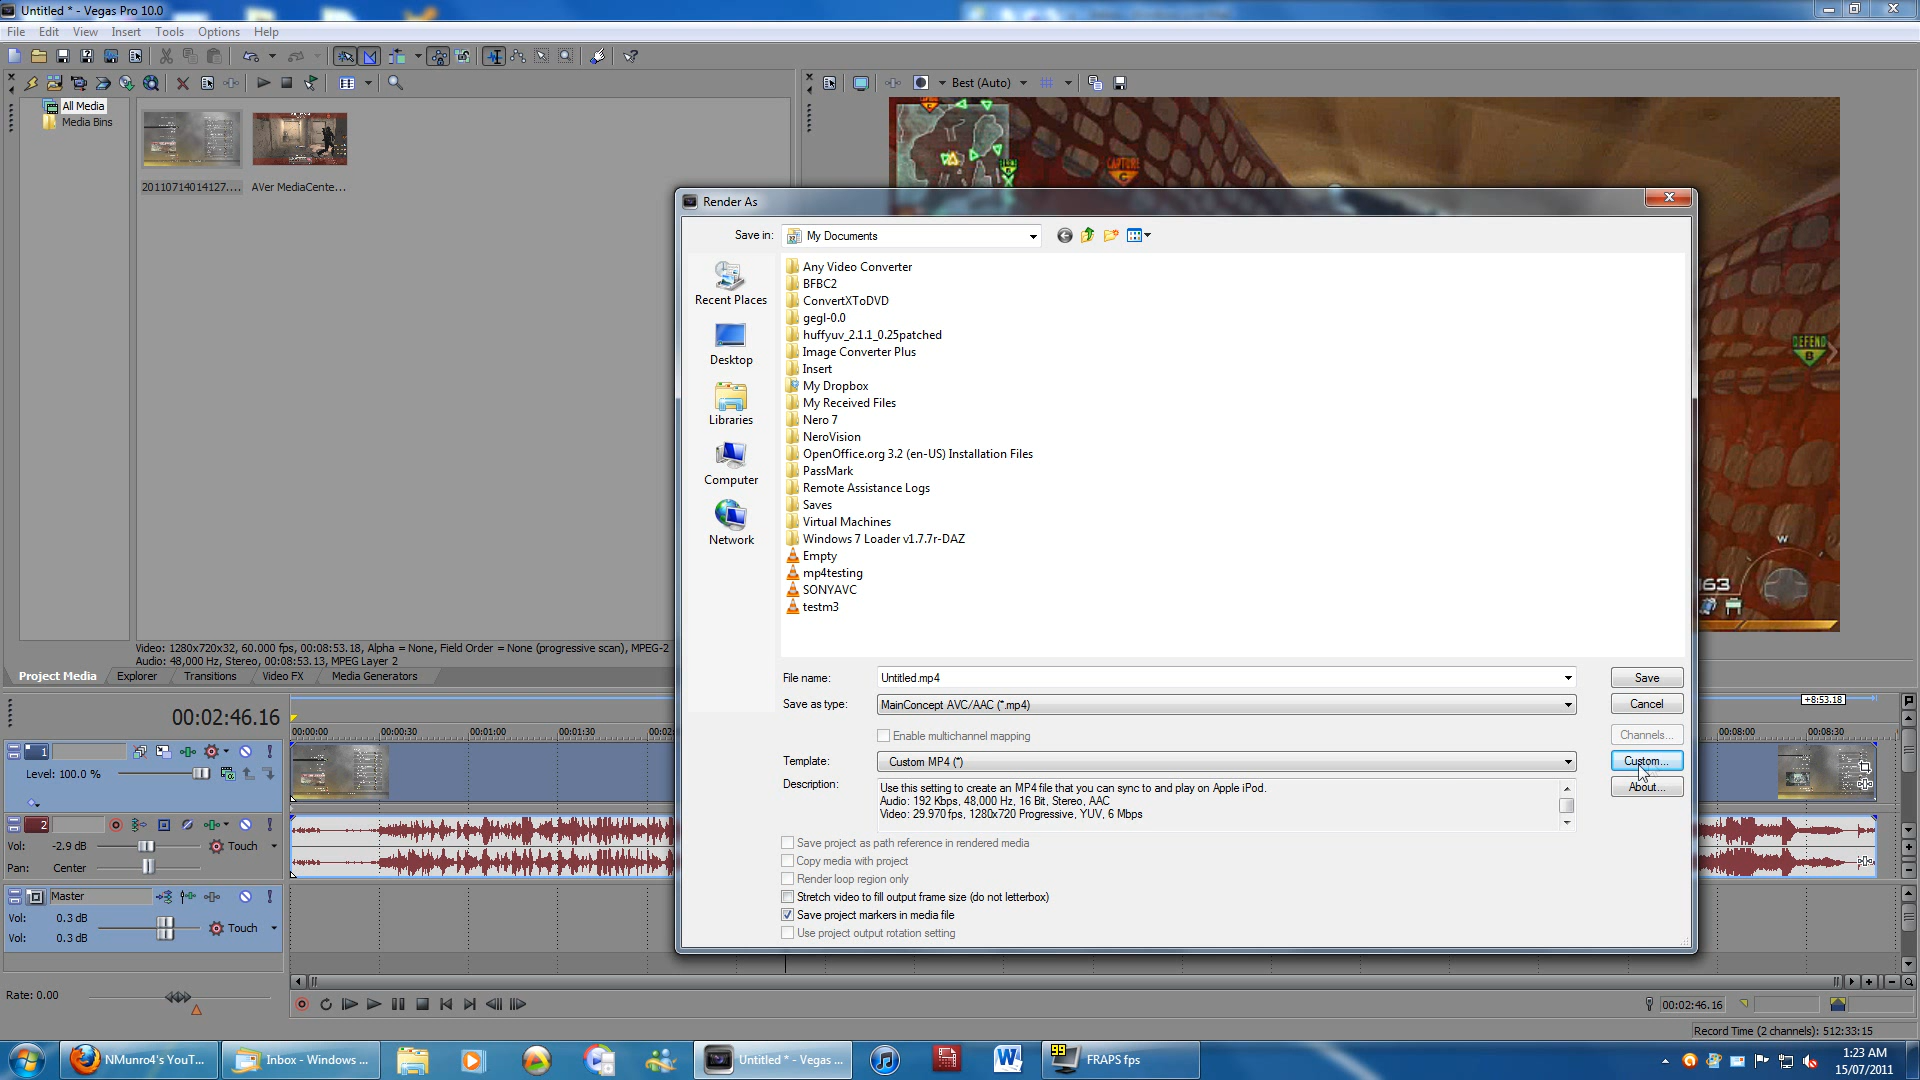 Untitled * - Vegas Pro 10.0
File Edit View Insert Tools Options Help
Best (Auto)
All Media
Media Bins
20110714014127....
AVer MediaCente...
CAPTURE
C
DEFEND
B
W
163
Video: 1280x720x32, 60.000 fps, 00:08:53.18, Alpha = None, Field Order = None (progressive scan), MPEG-2
Audio: 48,000 Hz, Stereo, 00:08:53.13, MPEG Layer 2
Project Media Explorer Transitions Video FX Media Generators
Render As
Save in: My Documents
Recent Places
Desktop
Libraries
Computer
Network
Any Video Converter
BFBC2
ConvertXToDVD
gegl-0.0
huffyuv_2.1.1_0.25patched
Image Converter Plus
Insert
My Dropbox
My Received Files
Nero 7
NeroVision
OpenOffice.org 3.2 (en-US) Installation Files
PassMark
Remote Assistance Logs
Saves
Virtual Machines
Windows 7 Loader v1.7.7r-DAZ
Empty
mp4testing
SONYAVC
testm3
File name: Untitled.mp4 Save
Save as type: MainConcept AVC/AAC (*.mp4) Cancel
Enable multichannel mapping Channels...
Template: Custom MP4 (*) Custom...
Description: Use this setting to create an MP4 file that you can sync to and play on Apple iPod. About...
Audio: 192 Kbps, 48,000 Hz, 16 Bit, Stereo, AAC
Video: 29.970 fps, 1280x720 Progressive, YUV, 6 Mbps
Save project as path reference in rendered media
Copy media with project
Render loop region only
Stretch video to fill output frame size (do not letterbox)
Save project markers in media file
Use project output rotation setting
00:02:46.16
+8:53.18
00:00:00 00:00:30 00:01:00 00:01:30 00:02: 00:08:00 00:08:30
1
Level: 100.0 %
2
Vol: -2.9 dB Touch
Pan: Center
Master
Vol: 0.3 dB
Vol: 0.3 dB
Touch
Rate: 0.00
00:02:46.16
Record Time (2 channels): 512:33:15
NMunro4's YouT... Inbox - Windows ... Untitled * - Vegas ... 99 FRAPS fps
1:23 AM
15/07/2011